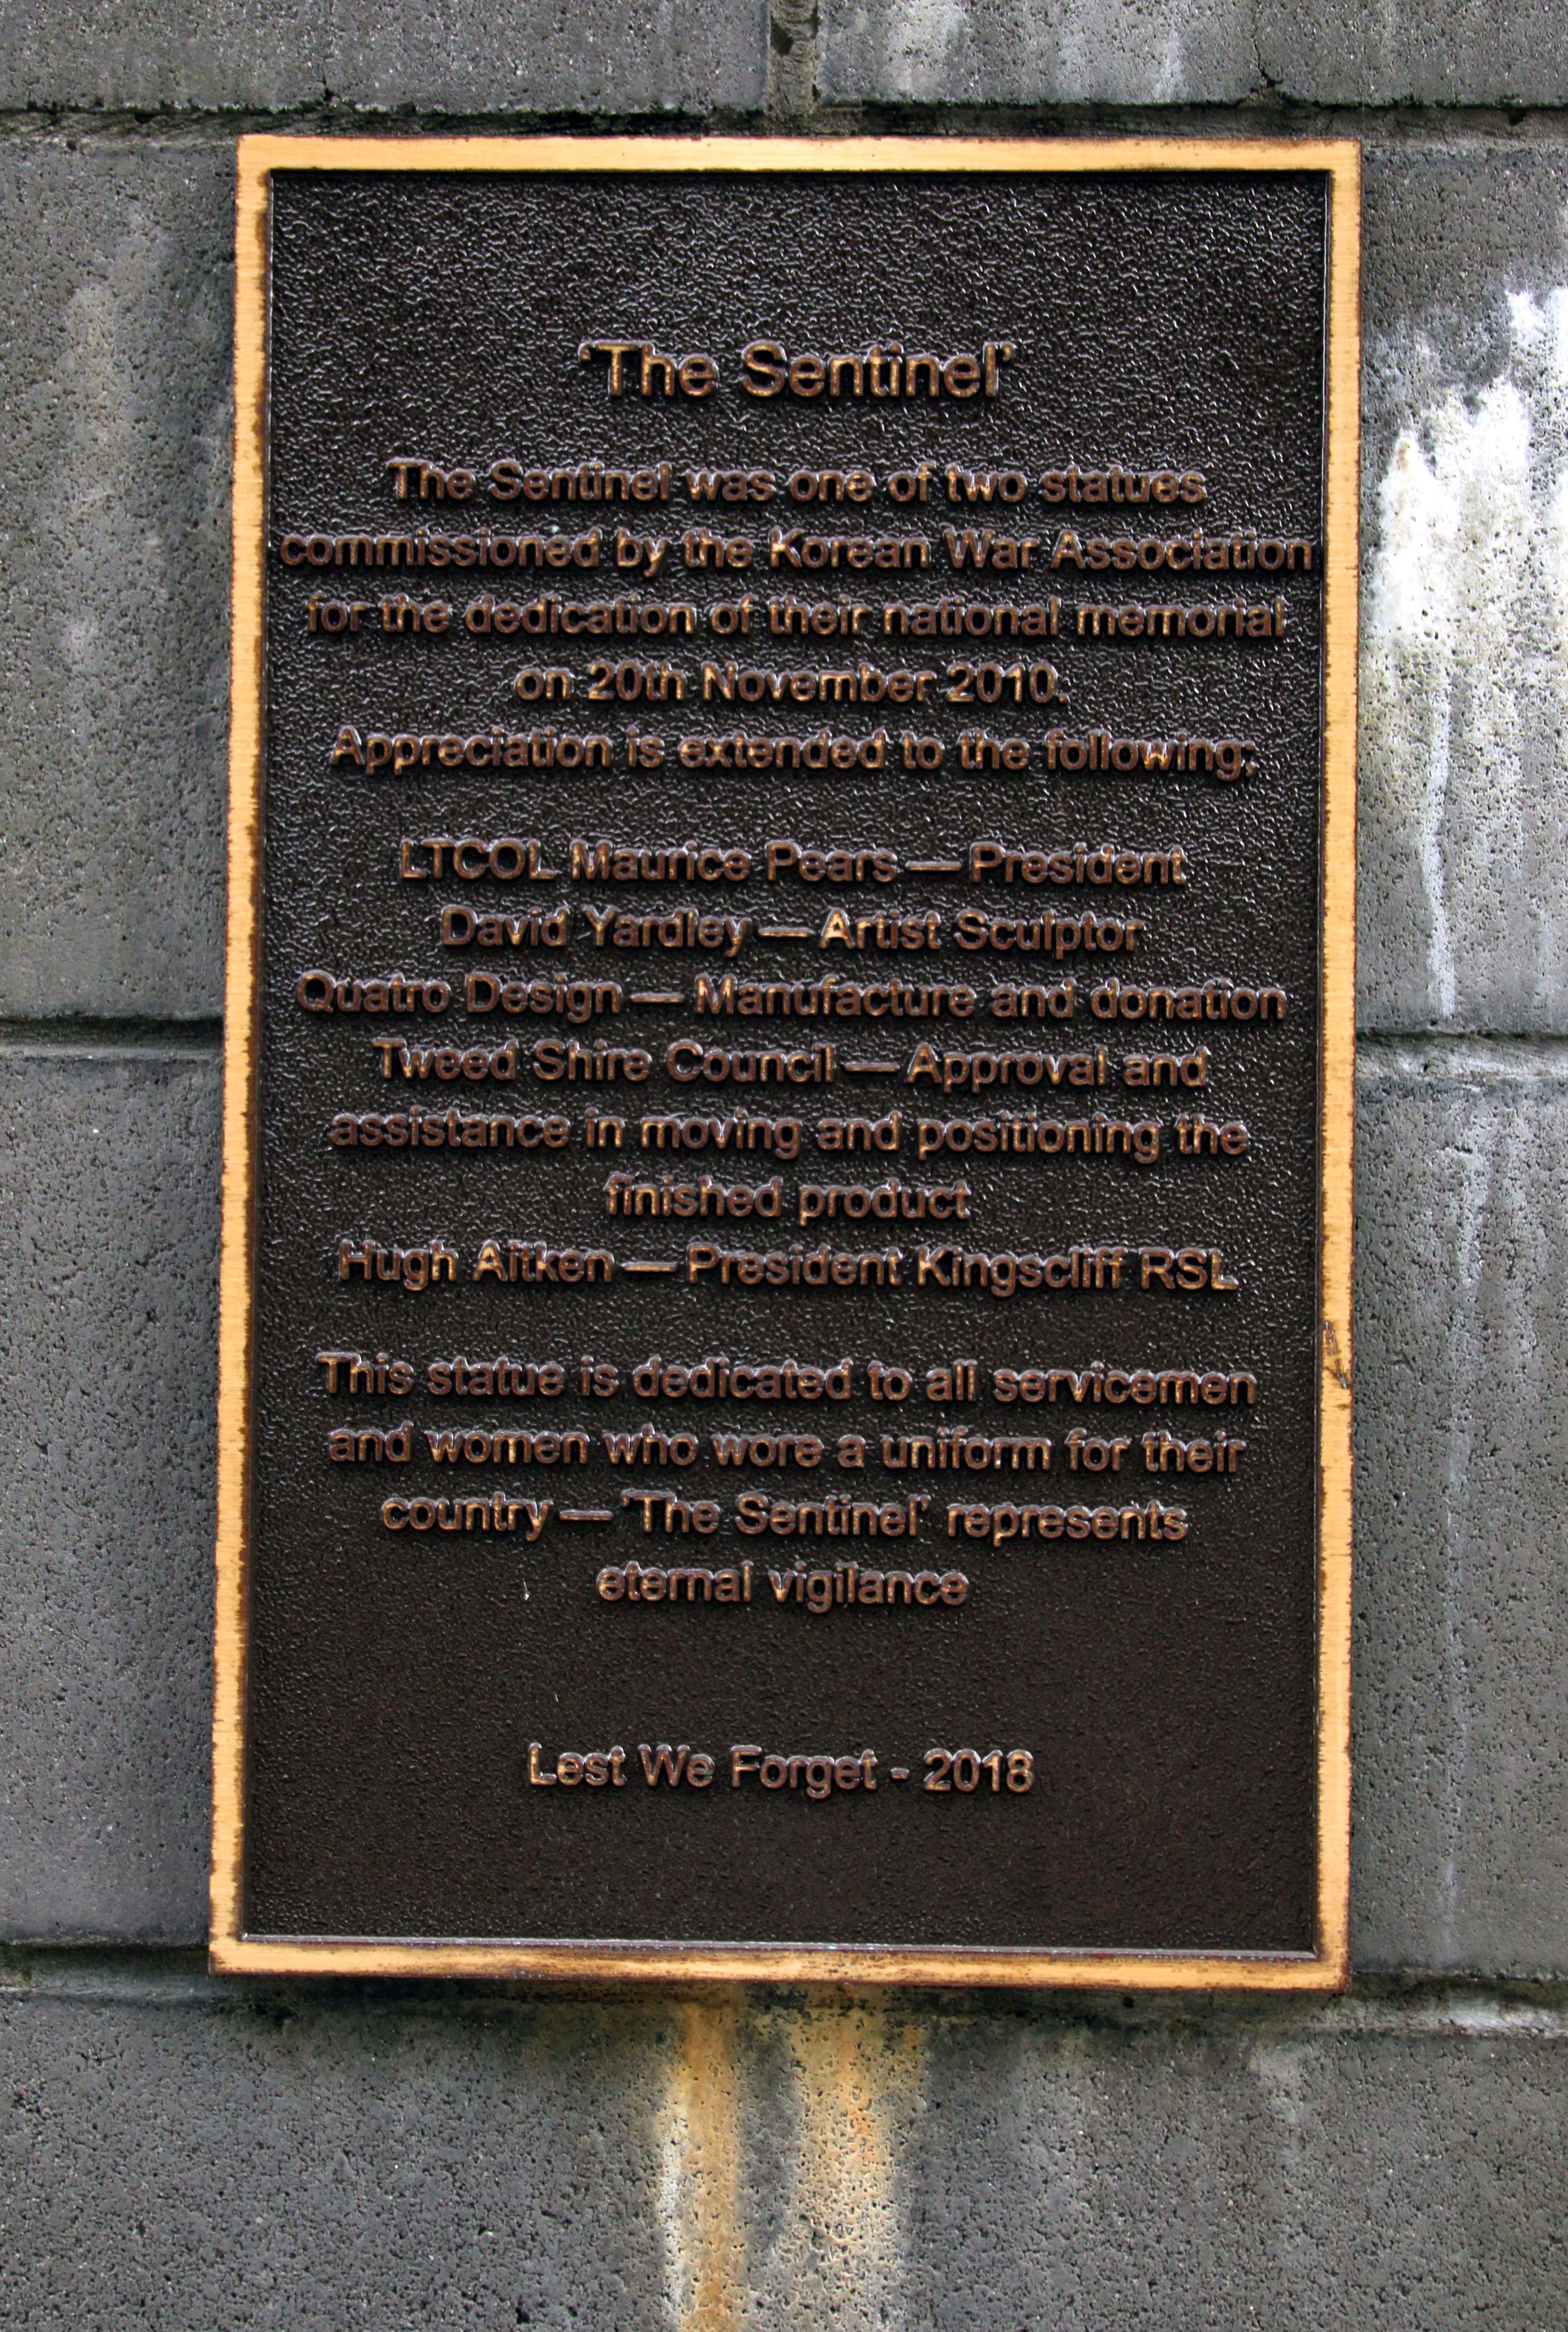 'The Sentinel'
The Sentinel was one of two statues
commissioned by the Korean War Association
for the dedication of their national memorial
on 20th November 2010.
Appreciation is extended to the following;
LTCOL Maurice Pears — President
David Yardley — Artist Sculptor
Quatro Design — Manufacture and donation
Tweed Shire Council — Approval and
assistance in moving and positioning the
finished product
Hugh Aitken — President Kingscliff RSL
This statue is dedicated to all servicemen
and women who wore a uniform for their
country — 'The Sentinel' represents
eternal vigilance
Lest We Forget - 2018